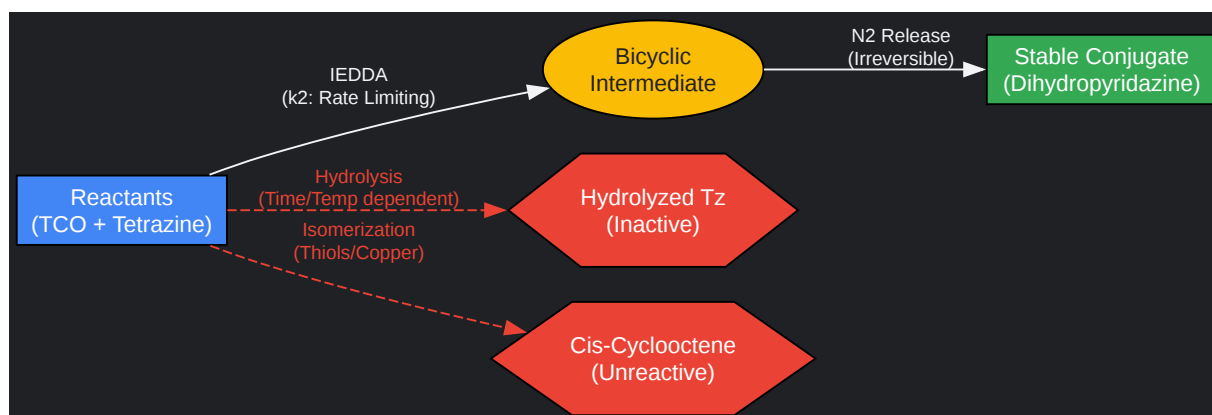 IEDDA
(k2: Rate Limiting)
Bicyclic
Intermediate
N2 Release
(Irreversible)
Stable Conjugate
(Dihydropyridazine)
Reactants
(TCO + Tetrazine)
Hydrolysis
(Time/Temp dependent)
Hydrolyzed Tz
(Inactive)
Isomerization
(Thiols/Copper)
Cis-Cyclooctene
(Unreactive)